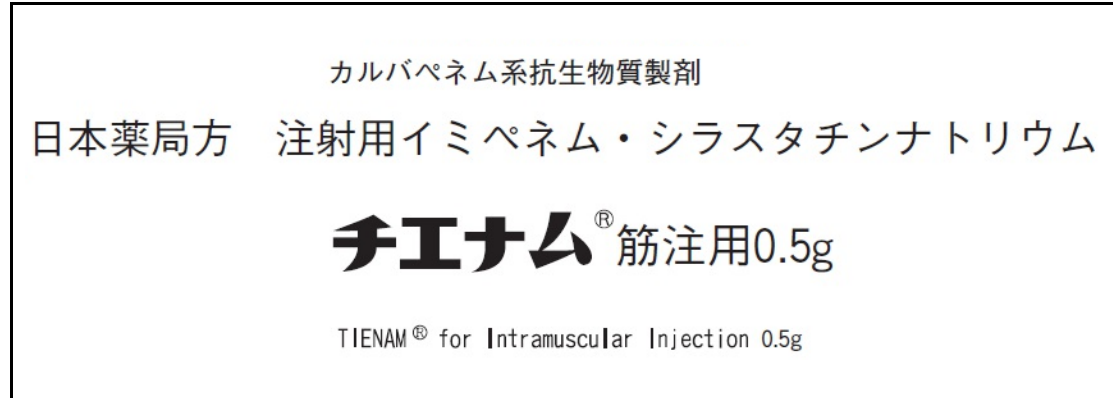 カルバペネム系抗生物質製剤
日本薬局方　注射用イミペネム・シラスタチンナトリウム
チエナム®筋注用0.5g
TIENAM® for Intramuscular Injection 0.5g